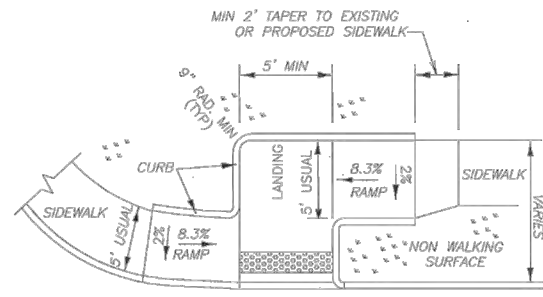 MIN 2' TAPER TO EXISTING
OR PROPOSED SIDEWALK
5' MIN
9" RAD. MIN
(TYP)
CURB
LANDING
5' USUAL
8.3%
RAMP
2%
SIDEWALK
VARIES
SIDEWALK
5' USUAL
2%
8.3%
RAMP
NON WALKING
SURFACE